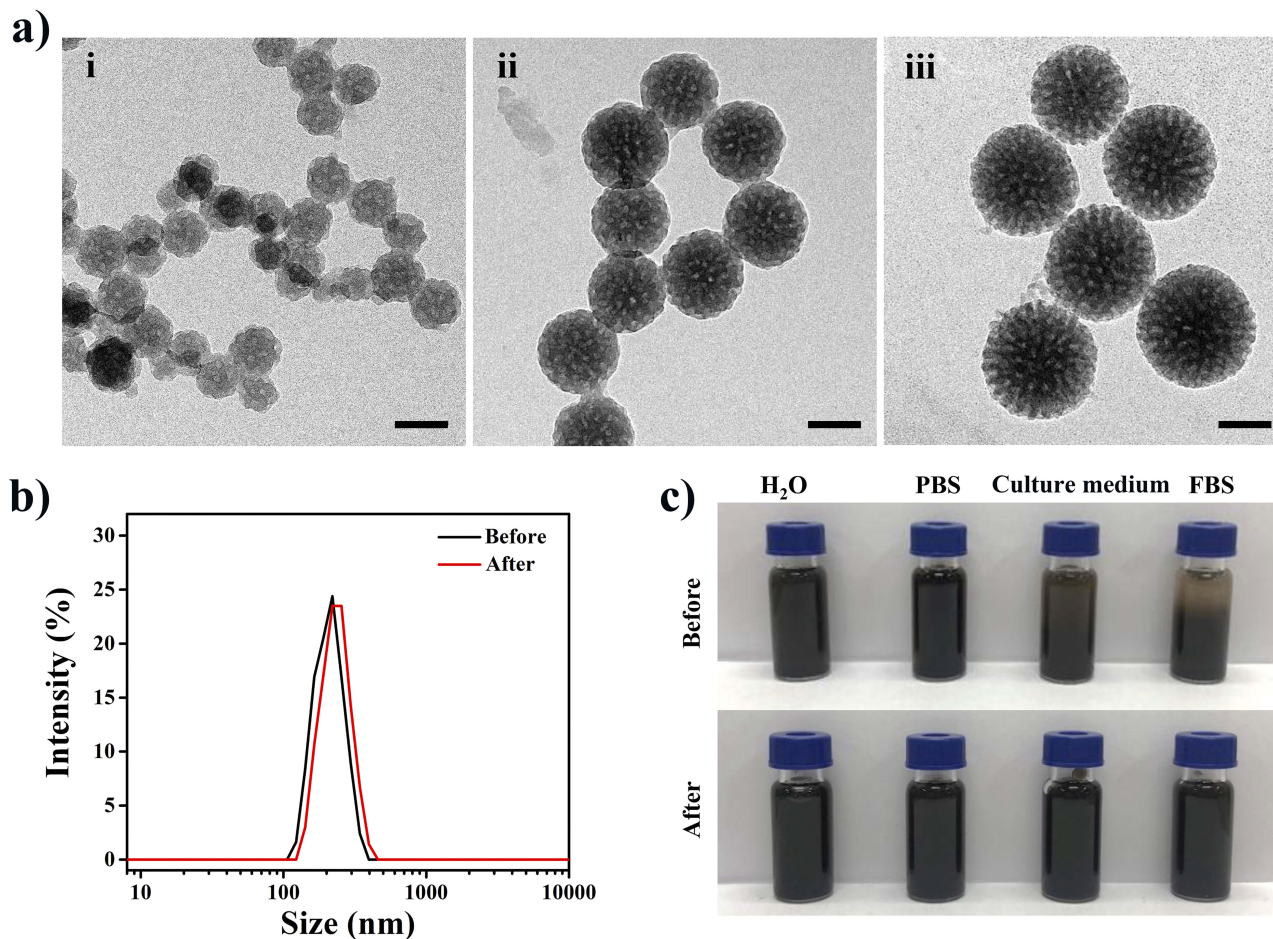 a)
i
ii
iii
b)
Before
After
30
25
20
15
10
5
0
Intensity (%)
10
100
1000
10000
Size (nm)
c)
H₂O
PBS
Culture medium
FBS
Before
After